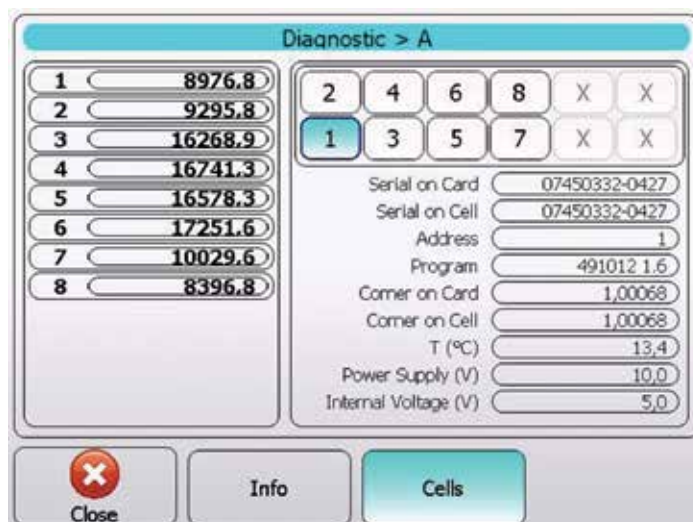 Diagnostic > A
1 8976.8
2 9295.8
3 16268.9
4 16741.3
5 16578.3
6 17251.6
7 10029.6
8 8396.8
2 4 6 8 X X
1 3 5 7 X X
Serial on Card 07450332-0427
Serial on Cell 07450332-0427
Address 1
Program 491012 1.6
Corner on Card 1,00068
Corner on Cell 1,00068
T (°C) 13,4
Power Supply (V) 10,0
Internal Voltage (V) 5,0
Close
Info
Cells